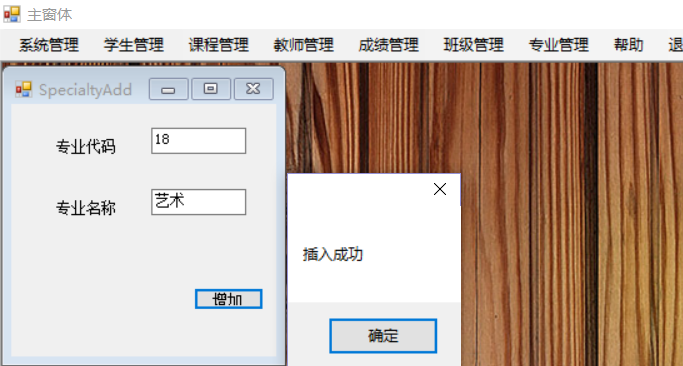 主窗体
系统管理 学生管理 课程管理 教师管理 成绩管理 班级管理 专业管理 帮助 退
SpecialtyAdd
专业代码 18
专业名称 艺术
增加
插入成功
确定